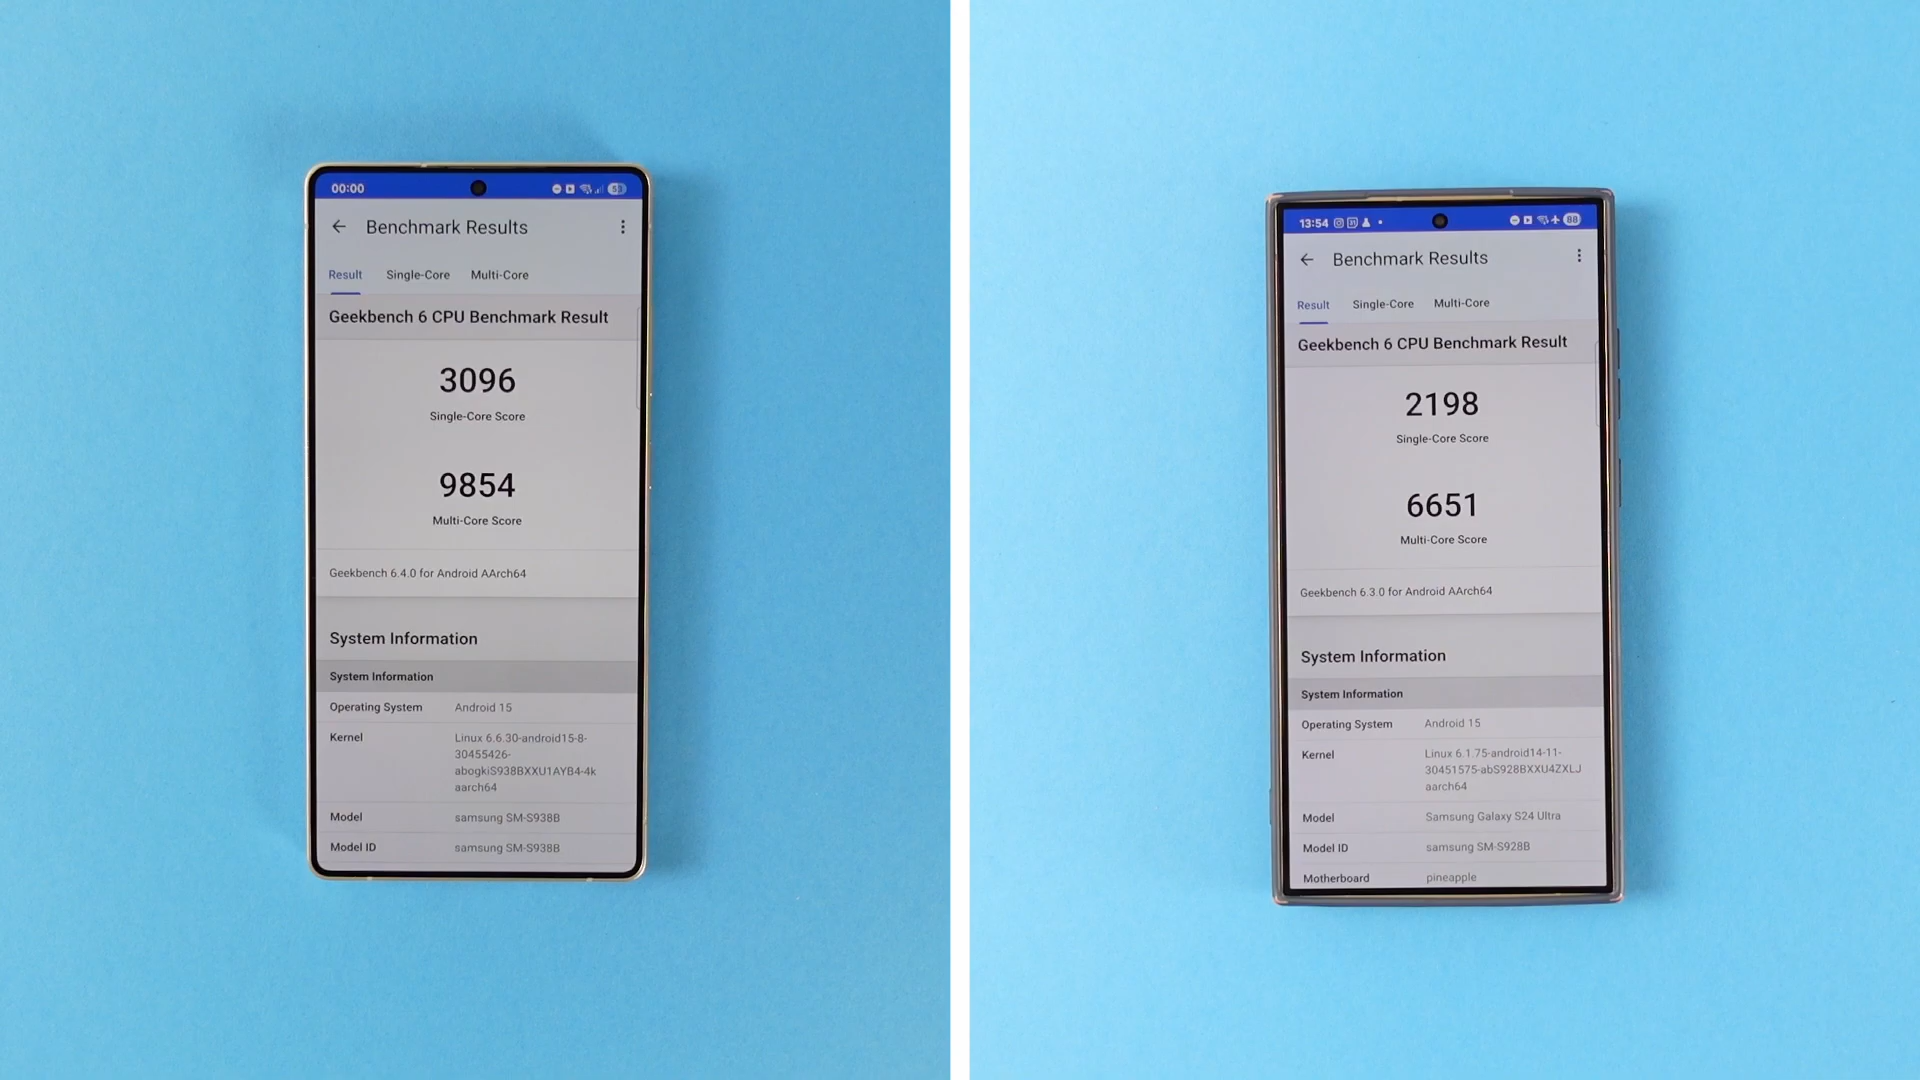 00:00
53
Benchmark Results
Result Single-Core Multi-Core
Geekbench 6 CPU Benchmark Result
3096
Single-Core Score
9854
Multi-Core Score
Geekbench 6.4.0 for Android AArch64
System Information
System Information
Operating System Android 15
Kernel Linux 6.6.30-android15-8-
30455426-
abogkiS938BXXU1AYB4-4k
aarch64
Model samsung SM-S938B
Model ID samsung SM-S938B
13:54 31 88
Benchmark Results
Result Single-Core Multi-Core
Geekbench 6 CPU Benchmark Result
2198
Single-Core Score
6651
Multi-Core Score
Geekbench 6.3.0 for Android AArch64
System Information
System Information
Operating System Android 15
Kernel Linux 6.1.75-android14-11-
30451575-abS928BXXU4ZXLJ
aarch64
Model Samsung Galaxy S24 Ultra
Model ID samsung SM-S928B
Motherboard pineapple